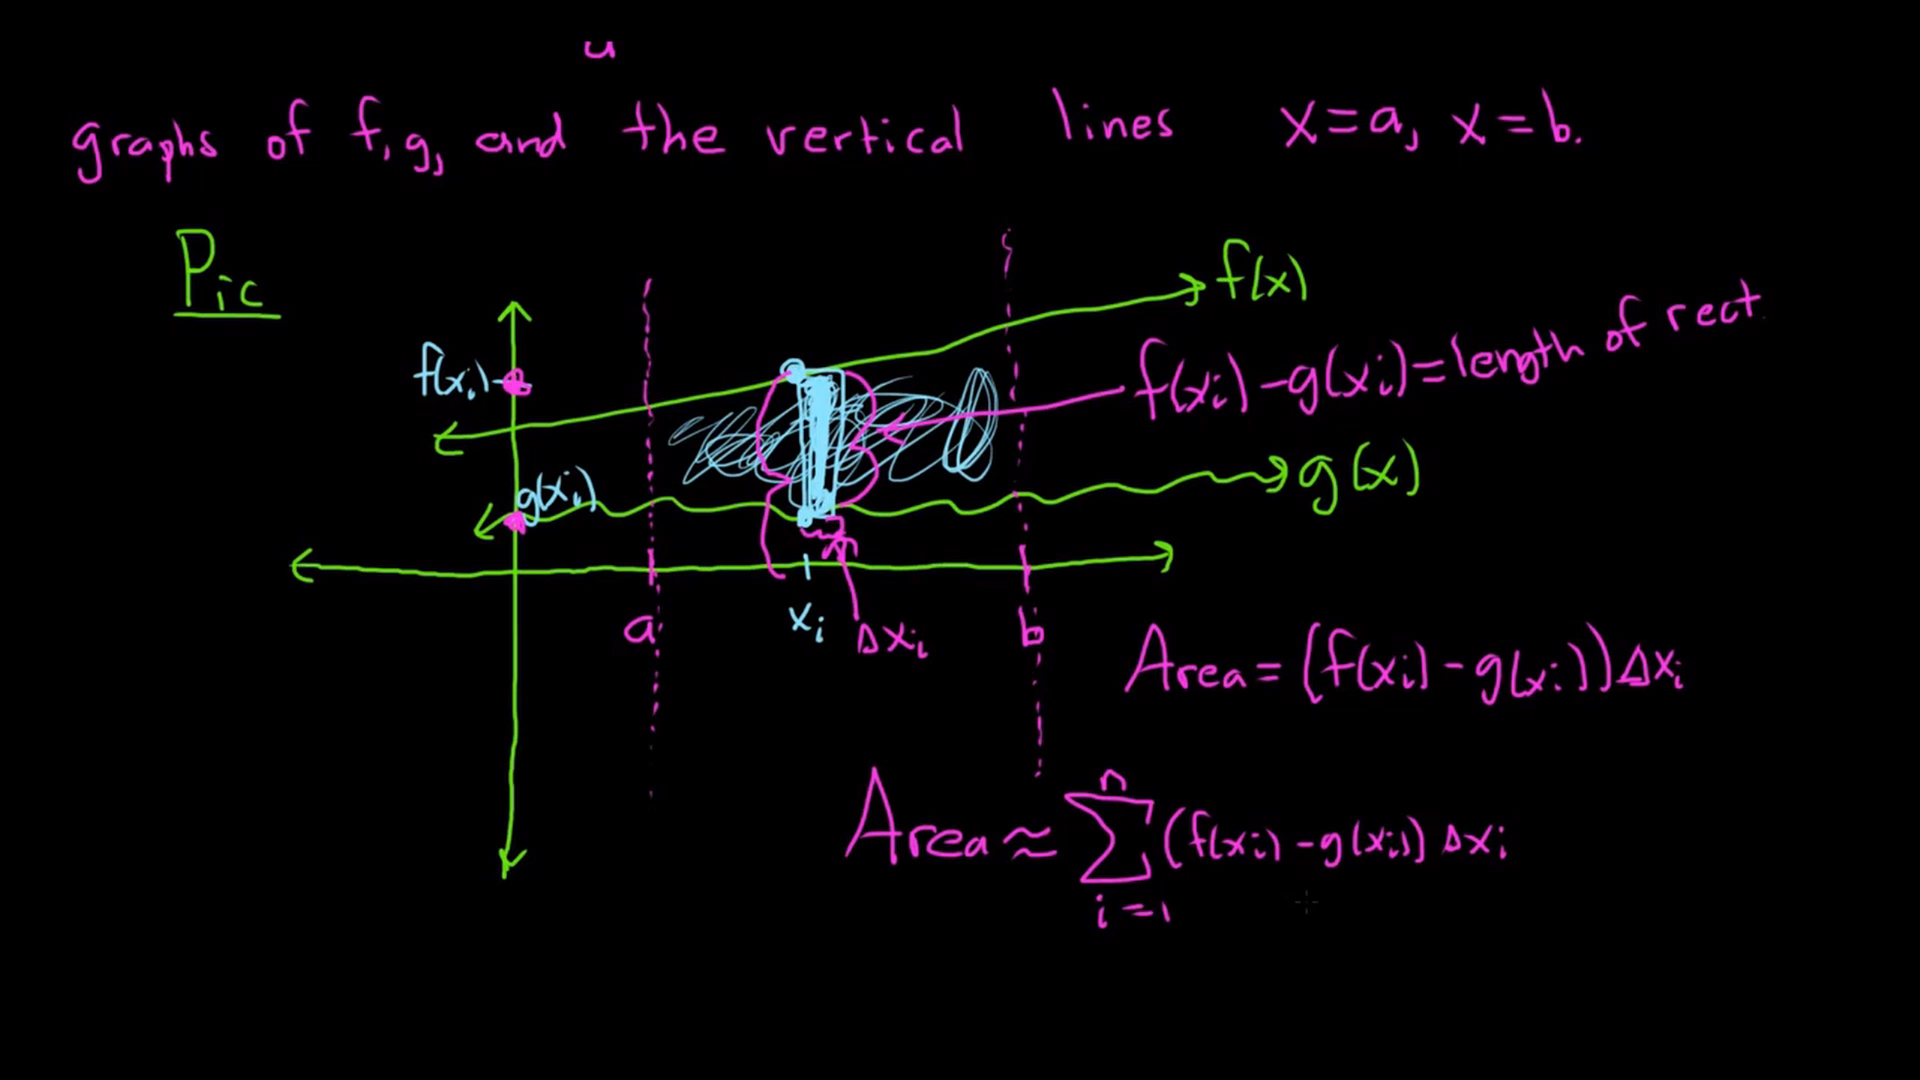 graphs of f, g, and the vertical lines x=a, x=b.
Pic
f(x)
f(xᵢ)
f(xᵢ)-g(xᵢ)=length of rect
g(x)
g(xᵢ)
a
xᵢ
Δxᵢ
b
Area=(f(xᵢ)-g(xᵢ))Δxᵢ
n
Area≈∑(f(xᵢ)-g(xᵢ))Δxᵢ
i=1